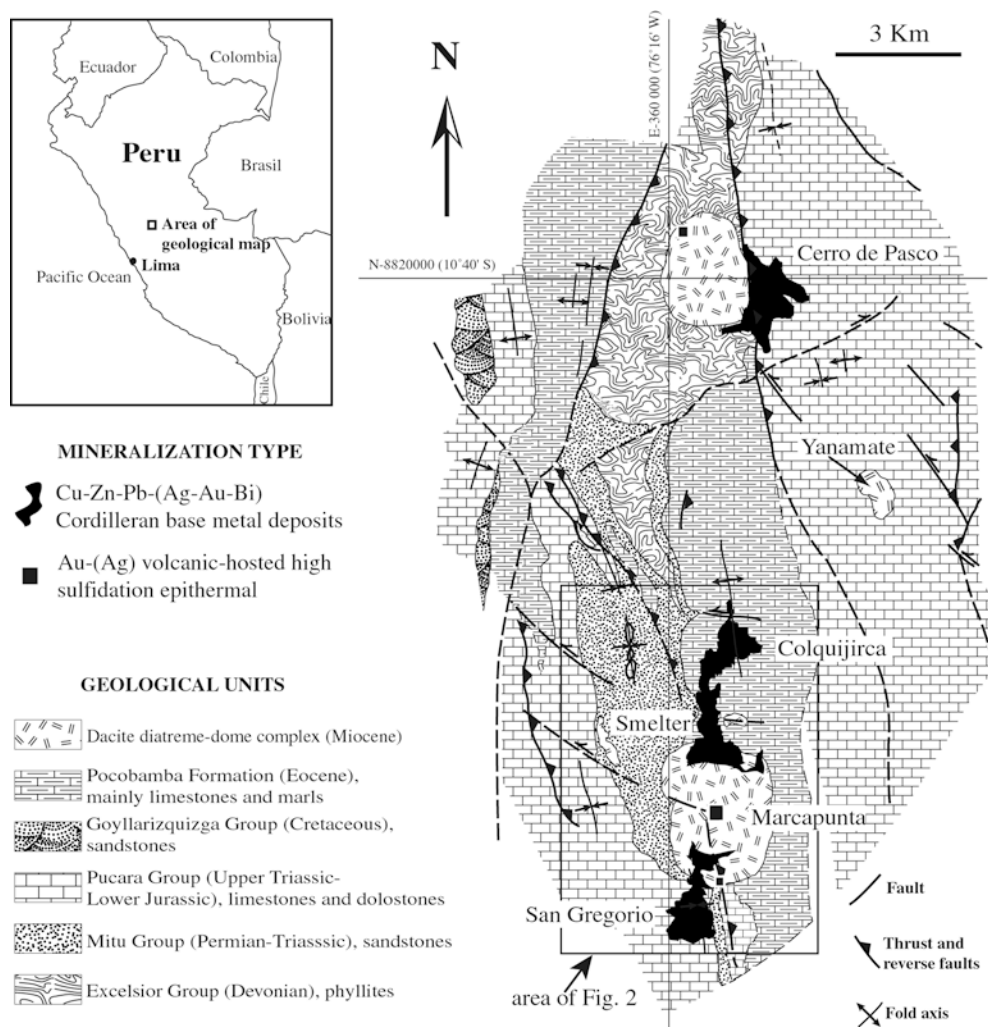 Colombia
Ecuador
Peru
Brasil
Area of
geological map
Lima
Pacific Ocean
Bolivia
Chile
N
E-360 000 (76°16' W)
3 Km
N-8820000 (10°40' S)
Cerro de Pasco
Yanamate
Colquijirca
Smelter
Marcapunta
San Gregorio
area of Fig. 2
MINERALIZATION TYPE
Cu-Zn-Pb-(Ag-Au-Bi)
Cordilleran base metal deposits
Au-(Ag) volcanic-hosted high
sulfidation epithermal
GEOLOGICAL UNITS
Dacite diatreme-dome complex (Miocene)
Pocobamba Formation (Eocene),
mainly limestones and marls
Goyllarizquizga Group (Cretaceous),
sandstones
Pucara Group (Upper Triassic-
Lower Jurassic), limestones and dolostones
Mitu Group (Permian-Triasssic), sandstones
Excelsior Group (Devonian), phyllites
Fault
Thrust and
reverse faults
Fold axis